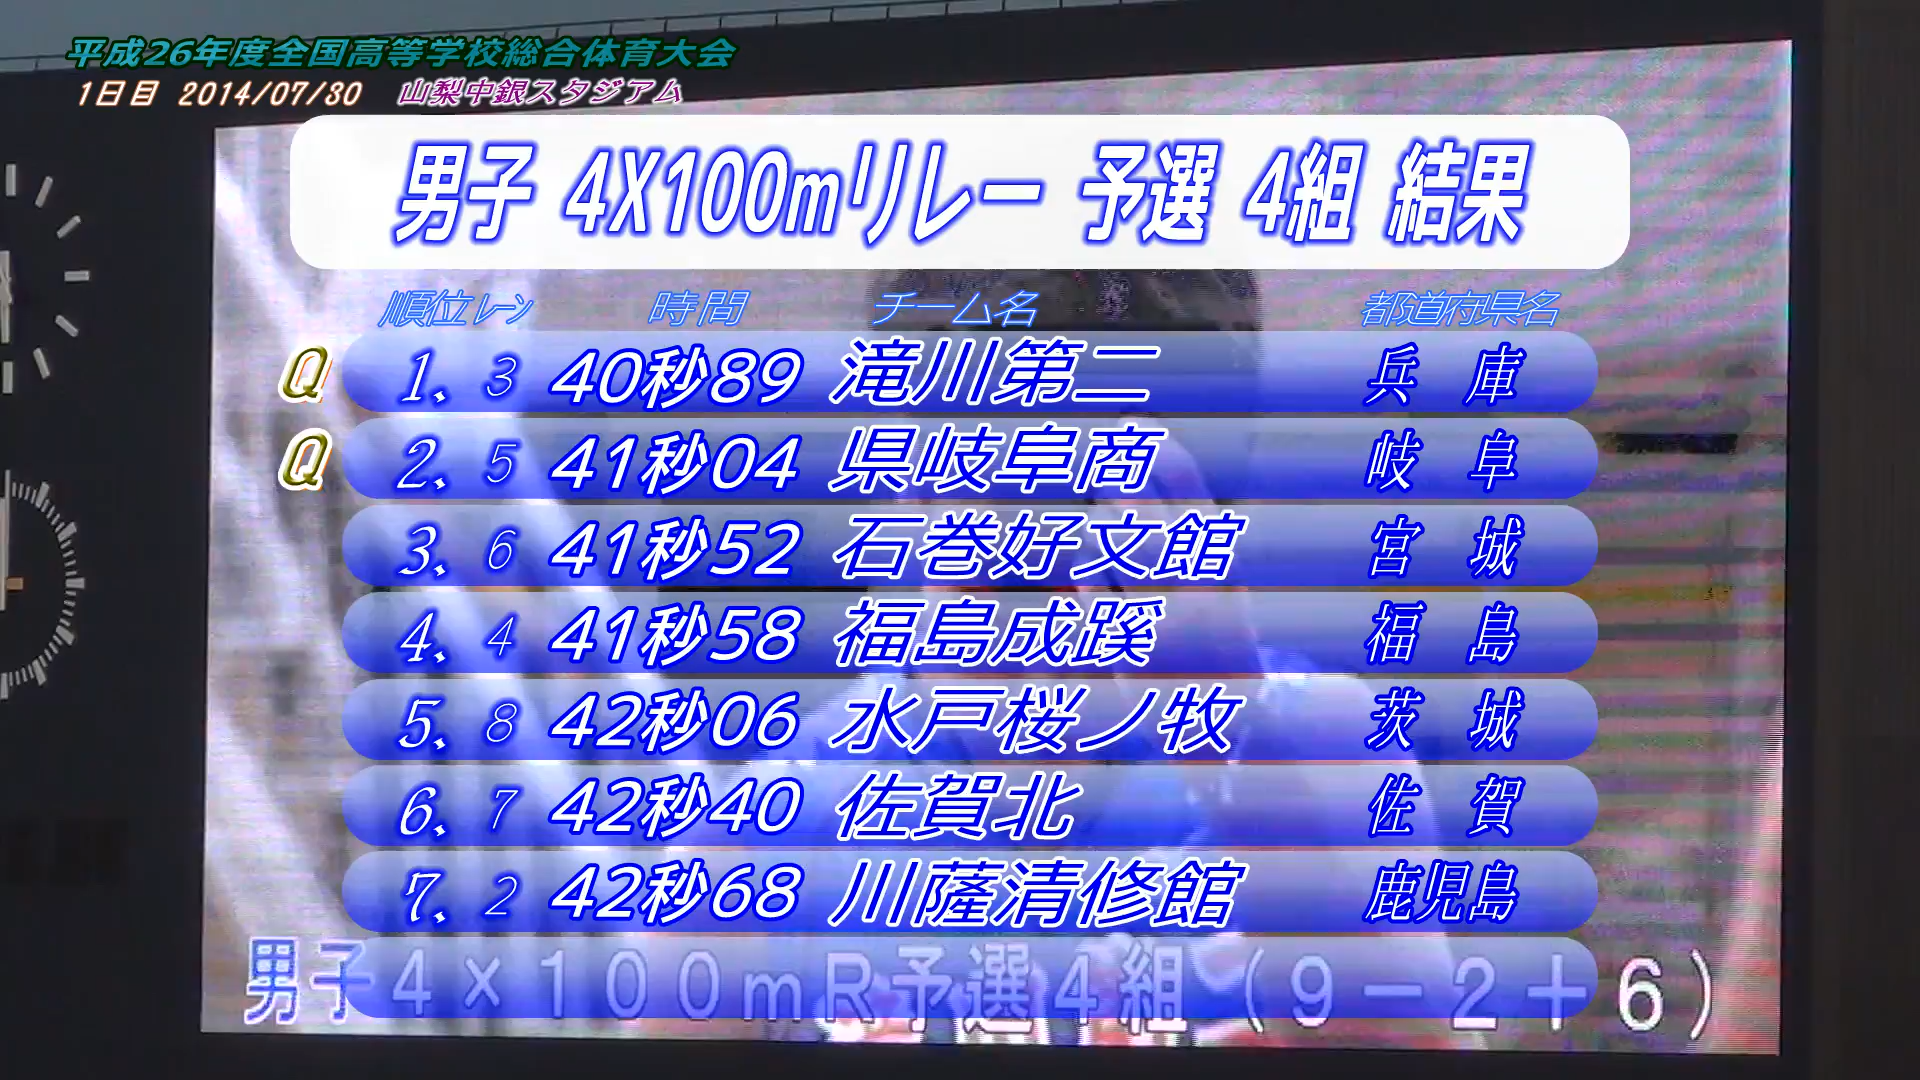 平成26年度全国高等学校総合体育大会
1日目 2014/07/30 山梨中銀スタジアム
男子 4X100mリレー 予選 4組 結果
順位 レーン 時間 チーム名 都道府県名
Q 1. 3 40秒89 滝川第二 兵庫
Q 2. 5 41秒04 県岐阜商 岐阜
3. 6 41秒52 石巻好文館 宮城
4. 4 41秒58 福島成蹊 福島
5. 8 42秒06 水戸桜ノ牧 茨城
6. 7 42秒40 佐賀北 佐賀
7. 2 42秒68 川薩清修館 鹿児島
男子4×100mR予選4組(9-2+6)